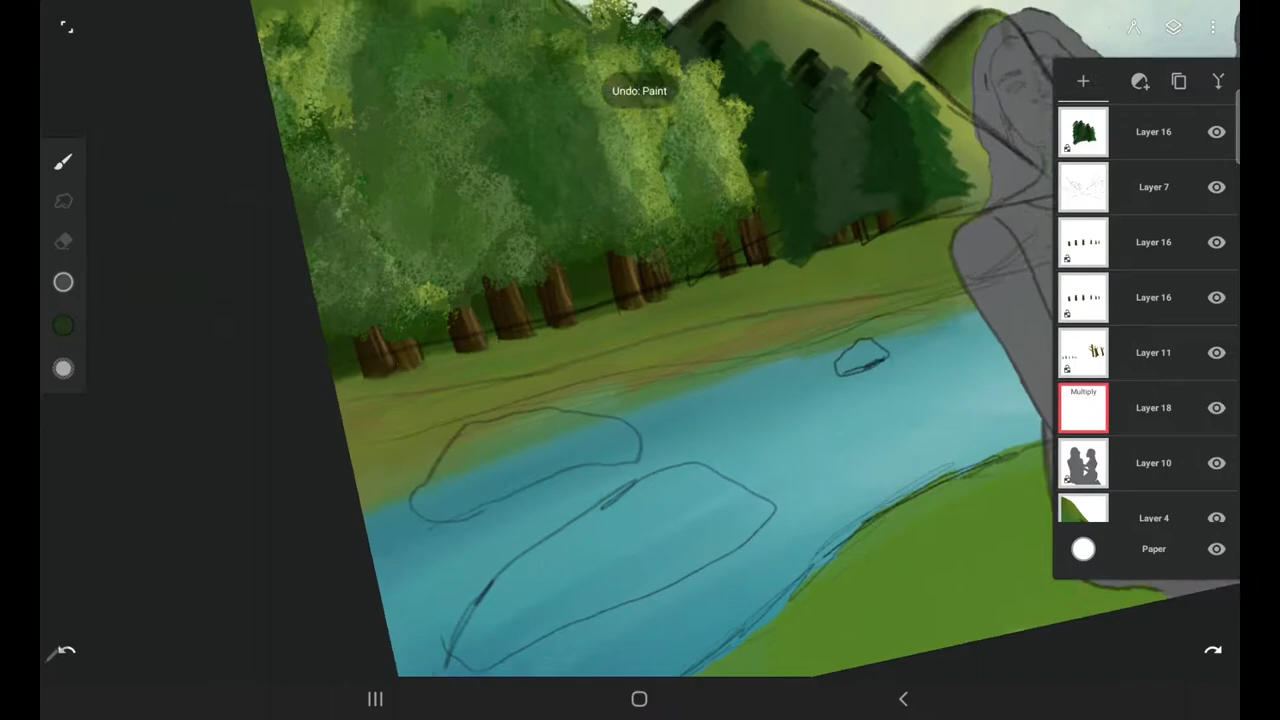 Undo: Paint
Layer 16
Layer 7
Layer 16
Layer 16
Layer 11
Multiply
Layer 18
Layer 10
Layer 4
Paper